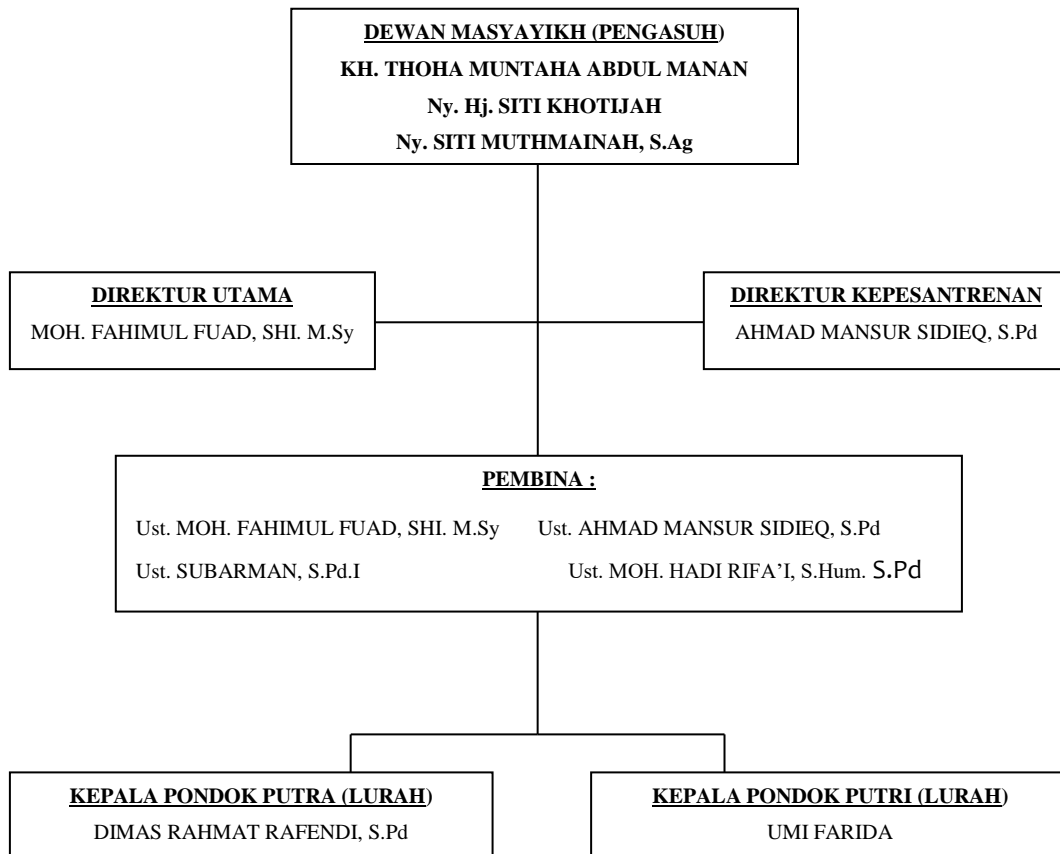 DEWAN MASYAYIKH (PENGASUH)
KH. THOHA MUNTAHA ABDUL MANAN
Ny. Hj. SITI KHOTIJAH
Ny. SITI MUTHMAINAH, S.Ag
DIREKTUR UTAMA
MOH. FAHIMUL FUAD, SHI. M.Sy
DIREKTUR KEPESANTRENAN
AHMAD MANSUR SIDIEQ, S.Pd
PEMBINA :
Ust. MOH. FAHIMUL FUAD, SHI. M.Sy Ust. AHMAD MANSUR SIDIEQ, S.Pd
Ust. SUBARMAN, S.Pd.I Ust. MOH. HADI RIFA’I, S.Hum. S.Pd
KEPALA PONDOK PUTRA (LURAH)
DIMAS RAHMAT RAFENDI, S.Pd
KEPALA PONDOK PUTRI (LURAH)
UMI FARIDA